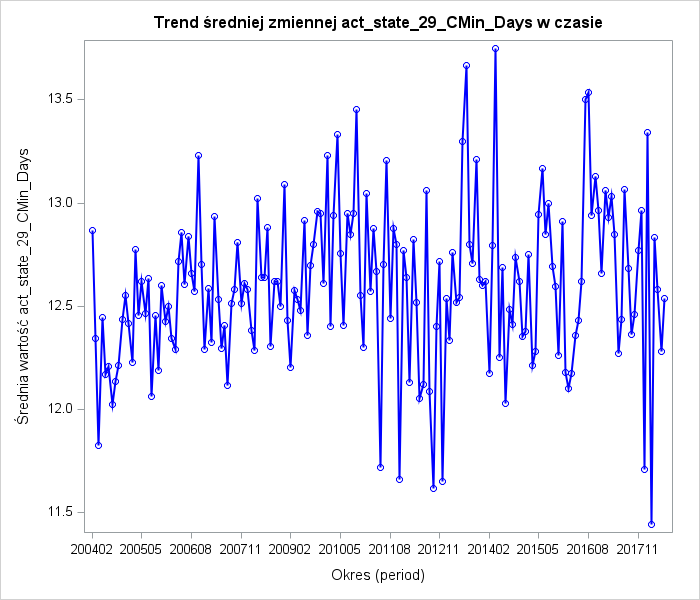 Trend średniej zmiennej act_state_29_CMin_Days w czasie
Średnia wartość act_state_29_CMin_Days
13.5
13.0
12.5
12.0
11.5
200402 200505 200608 200711 200902 201005 201108 201211 201402 201505 201608 201711
Okres (period)